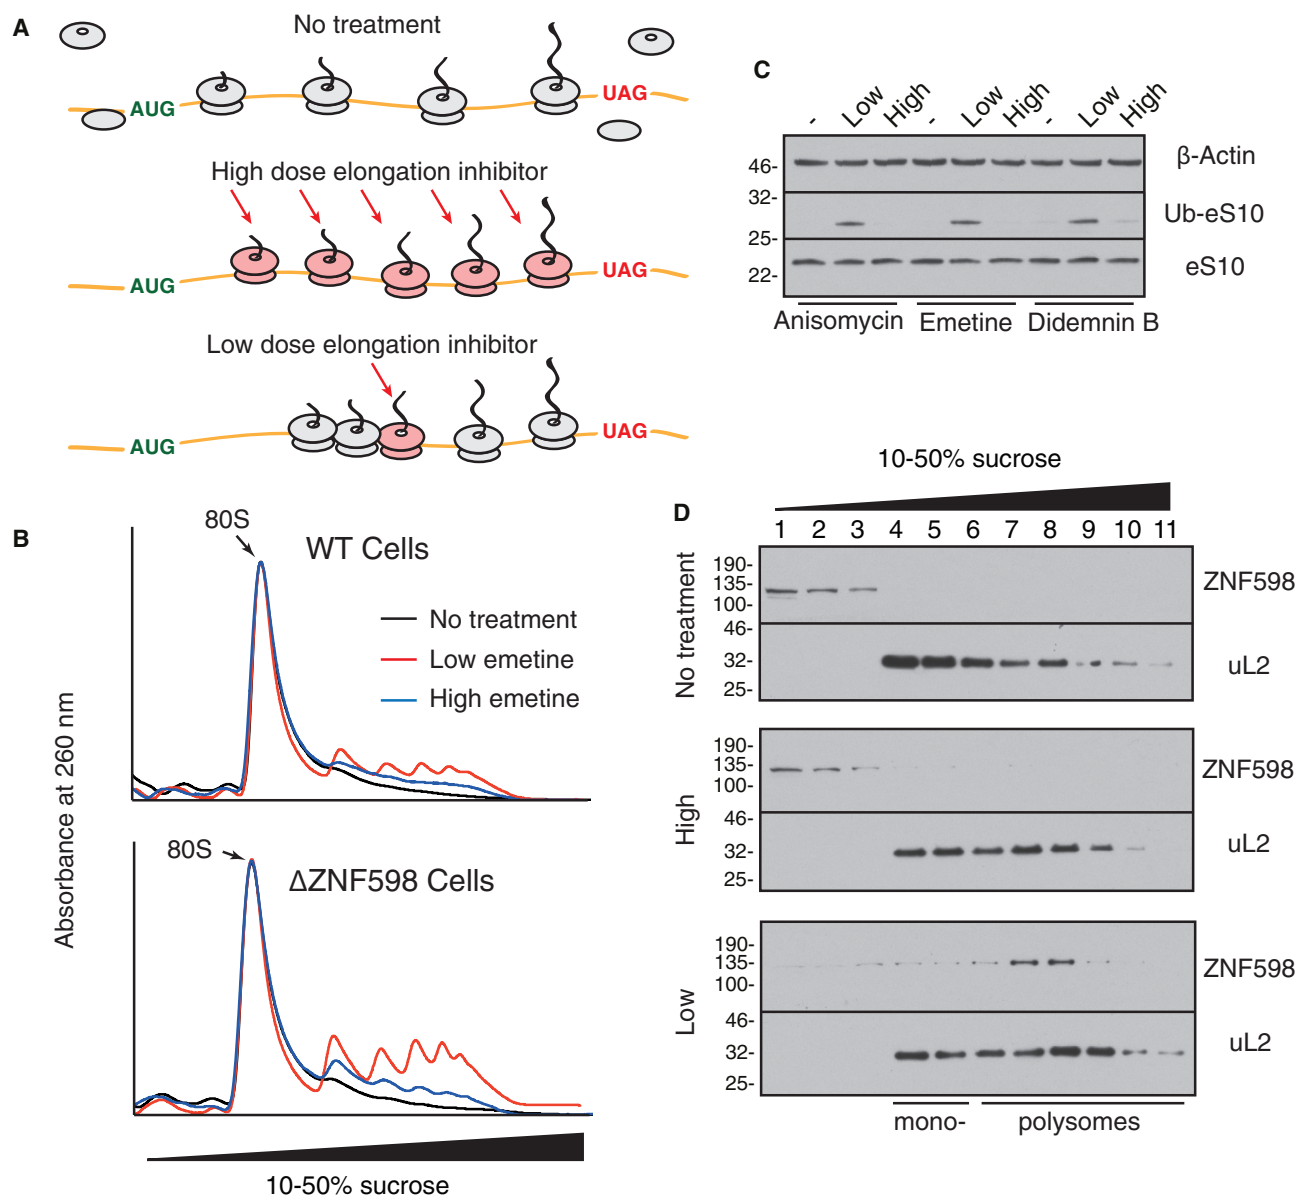 A
No treatment
AUG
UAG
High dose elongation inhibitor
AUG
UAG
Low dose elongation inhibitor
AUG
UAG
B
80S
WT Cells
No treatment
Low emetine
High emetine
80S
ΔZNF598 Cells
Absorbance at 260 nm
10-50% sucrose
C
- Low High - Low High - Low High
46-
β-Actin
32-
Ub-eS10
25-
eS10
22-
Anisomycin Emetine Didemnin B
10-50% sucrose
D
1 2 3 4 5 6 7 8 9 10 11
No treatment
190-
135-
100-
ZNF598
46-
32-
25-
uL2
High
190-
135-
100-
ZNF598
46-
32-
25-
uL2
Low
190-
135-
100-
ZNF598
46-
32-
25-
uL2
mono- polysomes